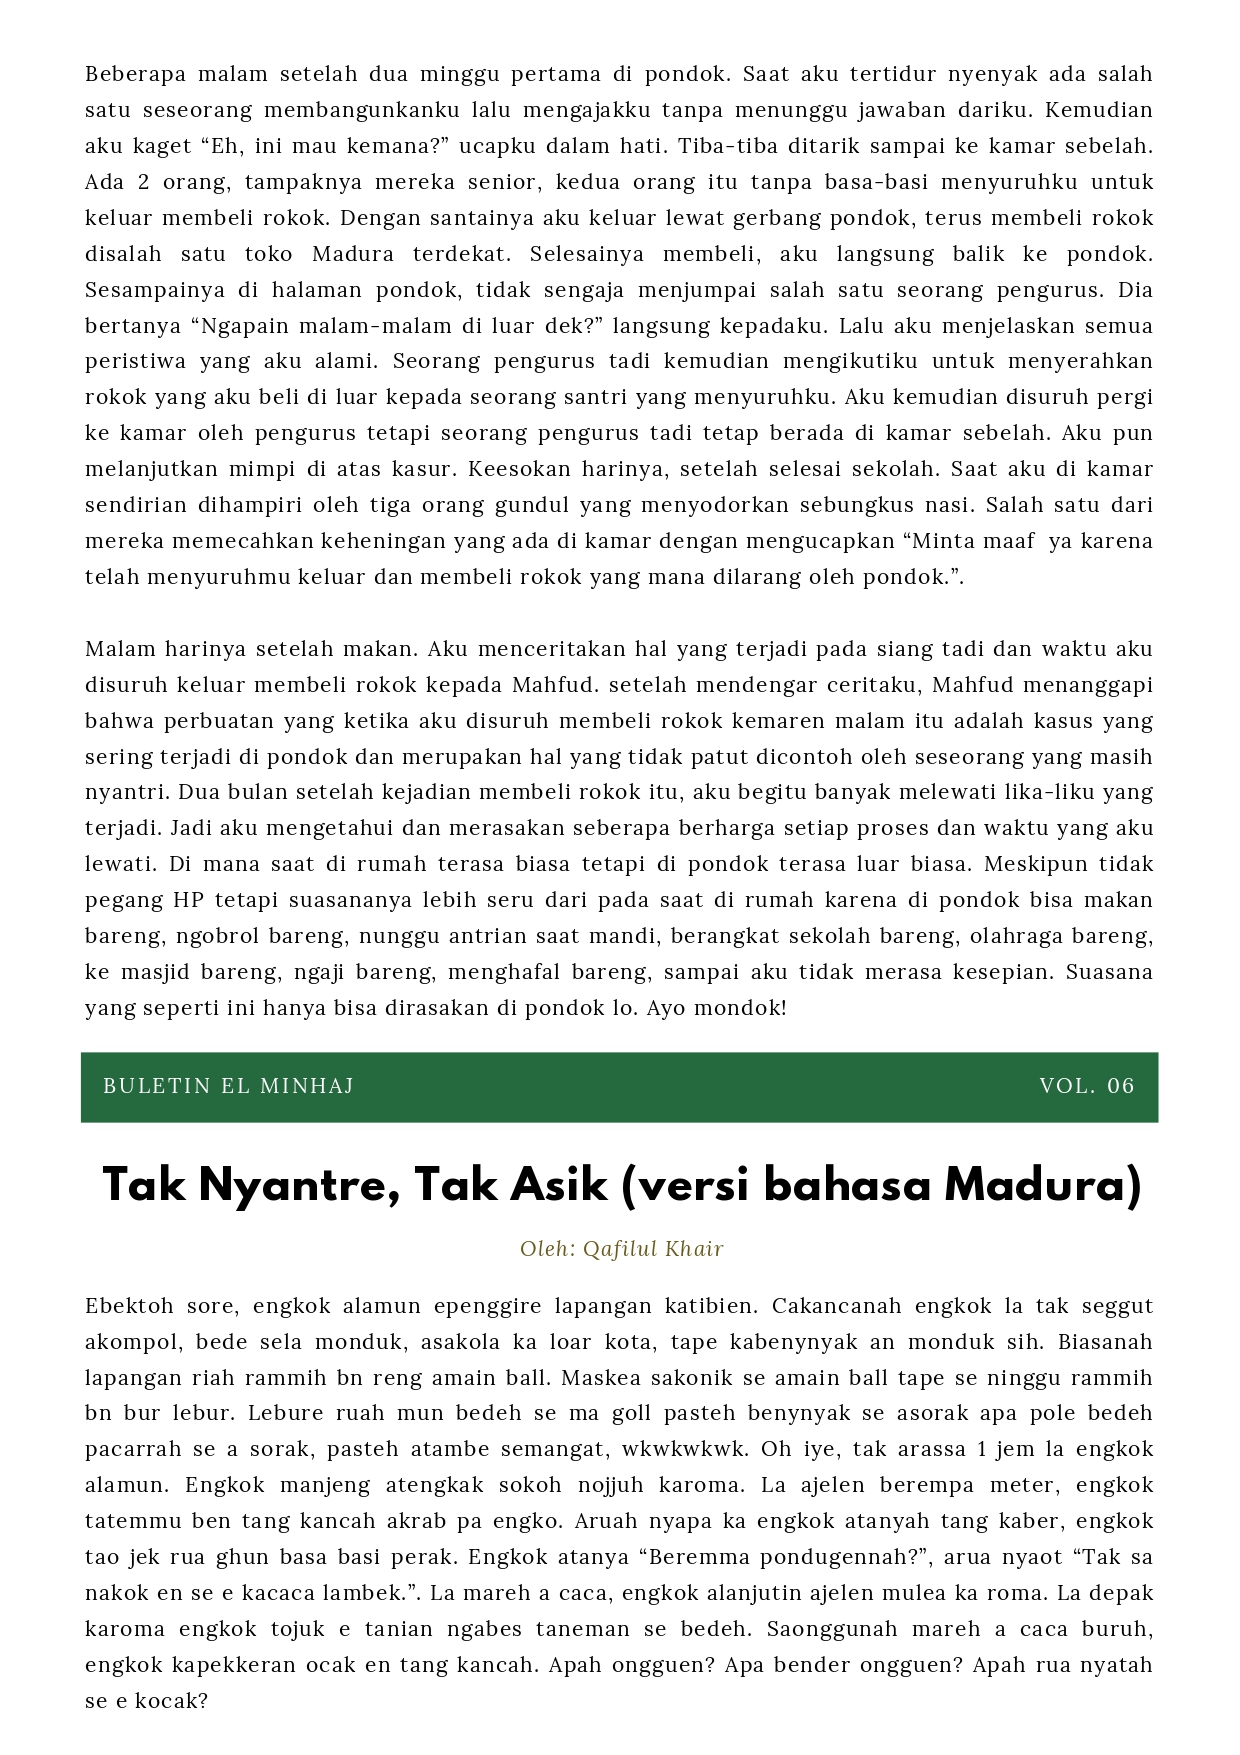 Beberapa malam setelah dua minggu pertama di pondok. Saat aku tertidur nyenyak ada salah
satu seseorang membangunkanku lalu mengajakku tanpa menunggu jawaban dariku. Kemudian
aku kaget “Eh, ini mau kemana?” ucapku dalam hati. Tiba-tiba ditarik sampai ke kamar sebelah.
Ada 2 orang, tampaknya mereka senior, kedua orang itu tanpa basa-basi menyuruhku untuk
keluar membeli rokok. Dengan santainya aku keluar lewat gerbang pondok, terus membeli rokok
disalah satu toko Madura terdekat. Selesainya membeli, aku langsung balik ke pondok.
Sesampainya di halaman pondok, tidak sengaja menjumpai salah satu seorang pengurus. Dia
bertanya “Ngapain malam-malam di luar dek?” langsung kepadaku. Lalu aku menjelaskan semua
peristiwa yang aku alami. Seorang pengurus tadi kemudian mengikutiku untuk menyerahkan
rokok yang aku beli di luar kepada seorang santri yang menyuruhku. Aku kemudian disuruh pergi
ke kamar oleh pengurus tetapi seorang pengurus tadi tetap berada di kamar sebelah. Aku pun
melanjutkan mimpi di atas kasur. Keesokan harinya, setelah selesai sekolah. Saat aku di kamar
sendirian dihampiri oleh tiga orang gundul yang menyodorkan sebungkus nasi. Salah satu dari
mereka memecahkan keheningan yang ada di kamar dengan mengucapkan “Minta maaf ya karena
telah menyuruhmu keluar dan membeli rokok yang mana dilarang oleh pondok.”.
Malam harinya setelah makan. Aku menceritakan hal yang terjadi pada siang tadi dan waktu aku
disuruh keluar membeli rokok kepada Mahfud. setelah mendengar ceritaku, Mahfud menanggapi
bahwa perbuatan yang ketika aku disuruh membeli rokok kemaren malam itu adalah kasus yang
sering terjadi di pondok dan merupakan hal yang tidak patut dicontoh oleh seseorang yang masih
nyantri. Dua bulan setelah kejadian membeli rokok itu, aku begitu banyak melewati lika-liku yang
terjadi. Jadi aku mengetahui dan merasakan seberapa berharga setiap proses dan waktu yang aku
lewati. Di mana saat di rumah terasa biasa tetapi di pondok terasa luar biasa. Meskipun tidak
pegang HP tetapi suasananya lebih seru dari pada saat di rumah karena di pondok bisa makan
bareng, ngobrol bareng, nunggu antrian saat mandi, berangkat sekolah bareng, olahraga bareng,
ke masjid bareng, ngaji bareng, menghafal bareng, sampai aku tidak merasa kesepian. Suasana
yang seperti ini hanya bisa dirasakan di pondok lo. Ayo mondok!
BULETIN EL MINHAJ VOL. 06
Tak Nyantre, Tak Asik (versi bahasa Madura)
Oleh: Qafilul Khair
Ebektoh sore, engkok alamun epenggire lapangan katibien. Cakancanah engkok la tak seggut
akompol, bede sela monduk, asakola ka loar kota, tape kabenynyak an monduk sih. Biasanah
lapangan riah rammih bn reng amain ball. Maskea sakonik se amain ball tape se ninggu rammih
bn bur lebur. Lebure ruah mun bedeh se ma goll pasteh benynyak se asorak apa pole bedeh
pacarrah se a sorak, pasteh atambe semangat, wkwkwkwk. Oh iye, tak arassa 1 jem la engkok
alamun. Engkok manjeng atengkak sokoh nojjuh karoma. La ajelen berempa meter, engkok
tatemmu ben tang kancah akrab pa engko. Aruah nyapa ka engkok atanyah tang kaber, engkok
tao jek rua ghun basa basi perak. Engkok atanya “Beremma pondugennah?”, arua nyaot “Tak sa
nakok en se e kacaca lambek.”. La mareh a caca, engkok alanjutin ajelen mulea ka roma. La depak
karoma engkok tojuk e tanian ngabes taneman se bedeh. Saonggunah mareh a caca buruh,
engkok kapekkeran ocak en tang kancah. Apah ongguen? Apa bender ongguen? Apah rua nyatah
se e kocak?